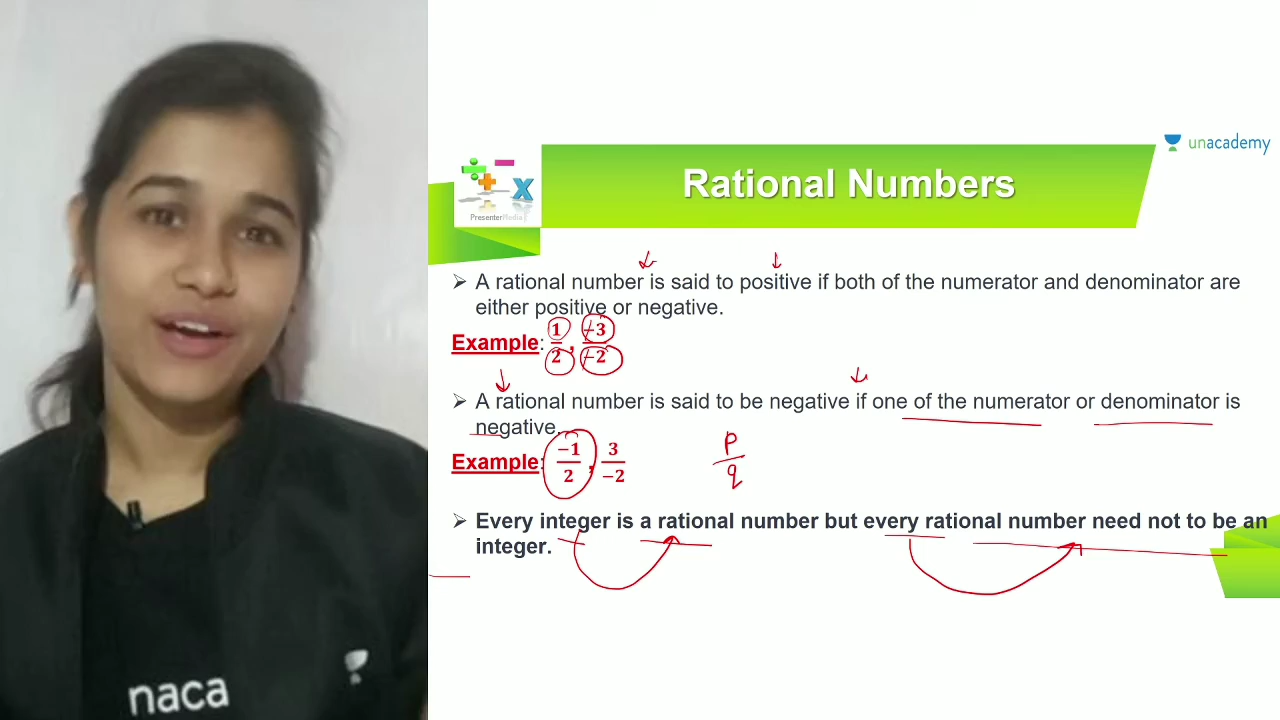 unacademy
Rational Numbers
PresenterMedia
➢ A rational number is said to positive if both of the numerator and denominator are
either positive or negative.
Example: 1/2, -3/-2
➢ A rational number is said to be negative if one of the numerator or denominator is
negative.
Example: -1/2, 3/-2
p/q
➢ Every integer is a rational number but every rational number need not to be an
integer.
naca